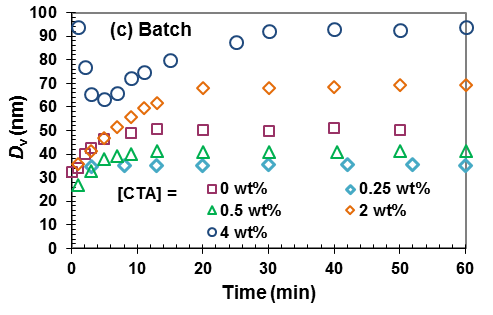 (c) Batch
100
90
80
70
60
50
40
30
20
10
0
Dv (nm)
[CTA] =
0 wt%
0.25 wt%
0.5 wt%
2 wt%
4 wt%
0 10 20 30 40 50 60
Time (min)